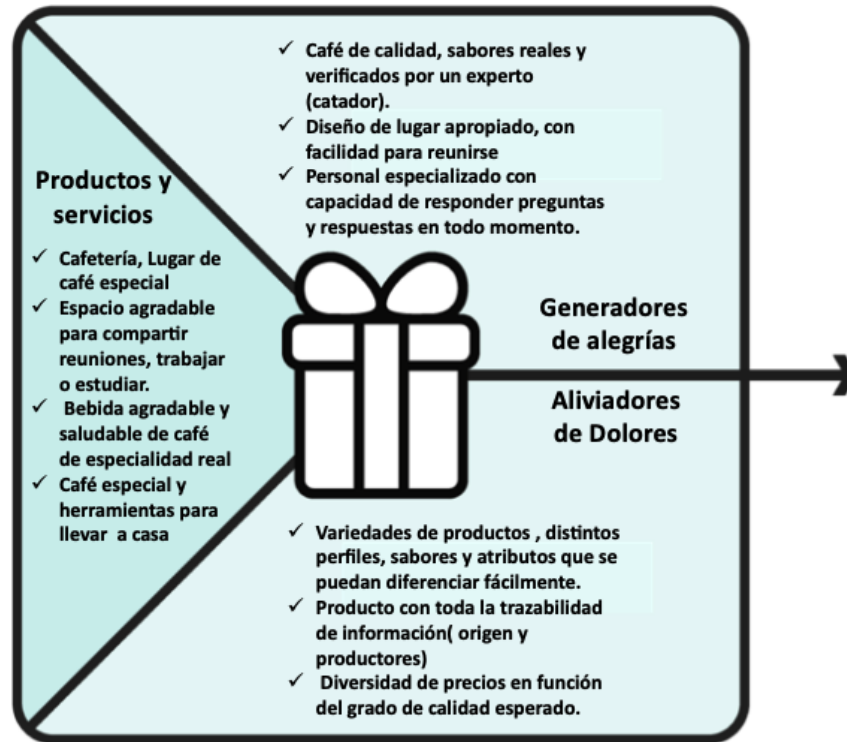 ✓ Café de calidad, sabores reales y
verificados por un experto
(catador).
✓ Diseño de lugar apropiado, con
facilidad para reunirse
✓ Personal especializado con
capacidad de responder preguntas
y respuestas en todo momento.
Productos y
servicios
✓ Cafetería, Lugar de
café especial
✓ Espacio agradable
para compartir
reuniones, trabajar
o estudiar.
✓ Bebida agradable y
saludable de café
de especialidad real
✓ Café especial y
herramientas para
llevar a casa
Generadores
de alegrías
Aliviadores
de Dolores
✓ Variedades de productos , distintos
perfiles, sabores y atributos que se
puedan diferenciar fácilmente.
✓ Producto con toda la trazabilidad
de información( origen y
productores)
✓ Diversidad de precios en función
del grado de calidad esperado.